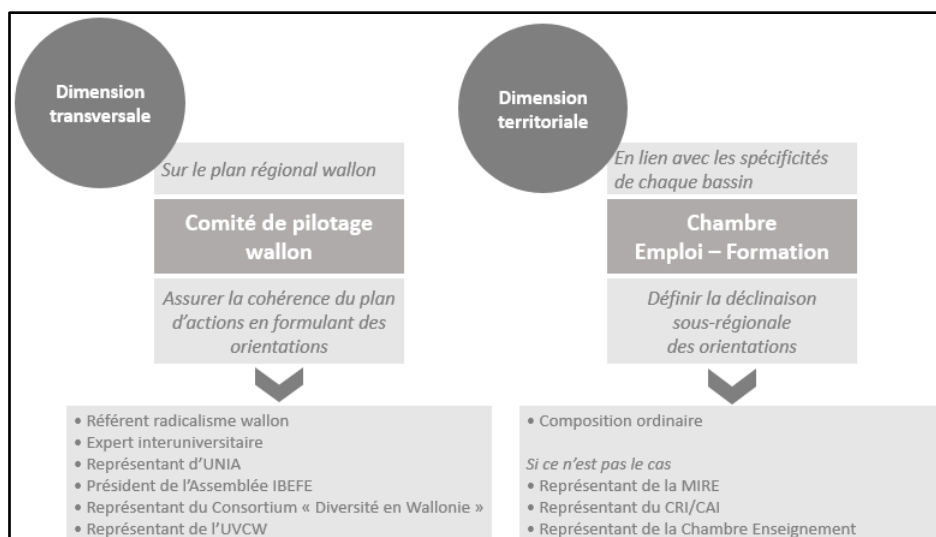 Dimension
transversale
Sur le plan régional wallon
Comité de pilotage
wallon
Assurer la cohérence du plan
d'actions en formulant des
orientations
• Référent radicalisme wallon
• Expert interuniversitaire
• Représentant d'UNIA
• Président de l'Assemblée IBEFE
• Représentant du Consortium « Diversité en Wallonie »
• Représentant de l'UVCW
Dimension
territoriale
En lien avec les spécificités
de chaque bassin
Chambre
Emploi – Formation
Définir la déclinaison
sous-régionale
des orientations
• Composition ordinaire
Si ce n'est pas le cas
• Représentant de la MIRE
• Représentant du CRI/CAI
• Représentant de la Chambre Enseignement